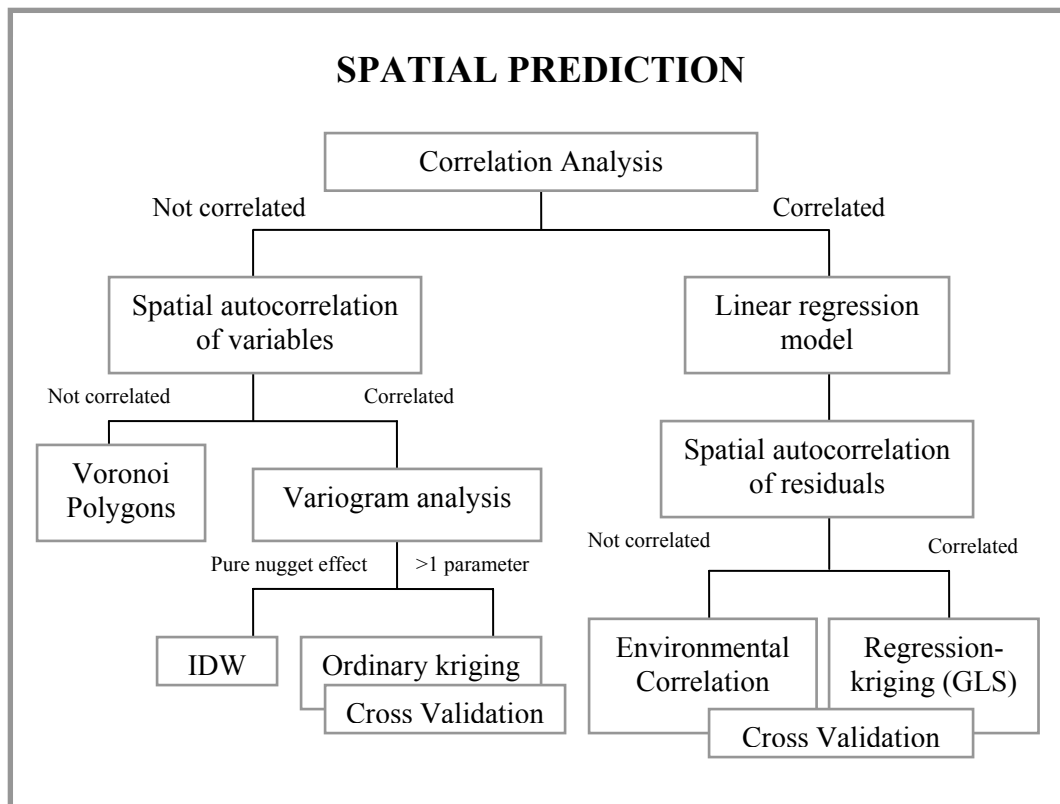 SPATIAL PREDICTION
Correlation Analysis
Not correlated
Correlated
Spatial autocorrelation
of variables
Linear regression
model
Not correlated
Correlated
Voronoi
Polygons
Variogram analysis
Spatial autocorrelation
of residuals
Pure nugget effect
>1 parameter
Not correlated
Correlated
IDW
Ordinary kriging
Cross Validation
Environmental
Correlation
Regression-
kriging (GLS)
Cross Validation